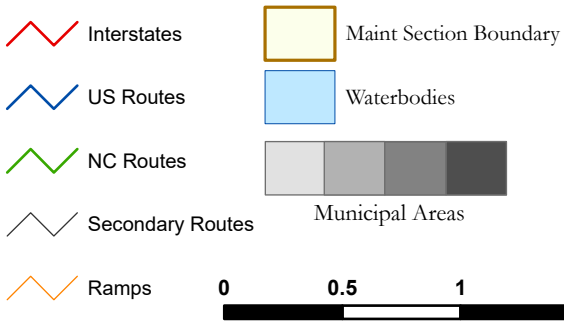 Interstates
US Routes
NC Routes
Secondary Routes
Ramps
Maint Section Boundary
Waterbodies
Municipal Areas
0 0.5 1